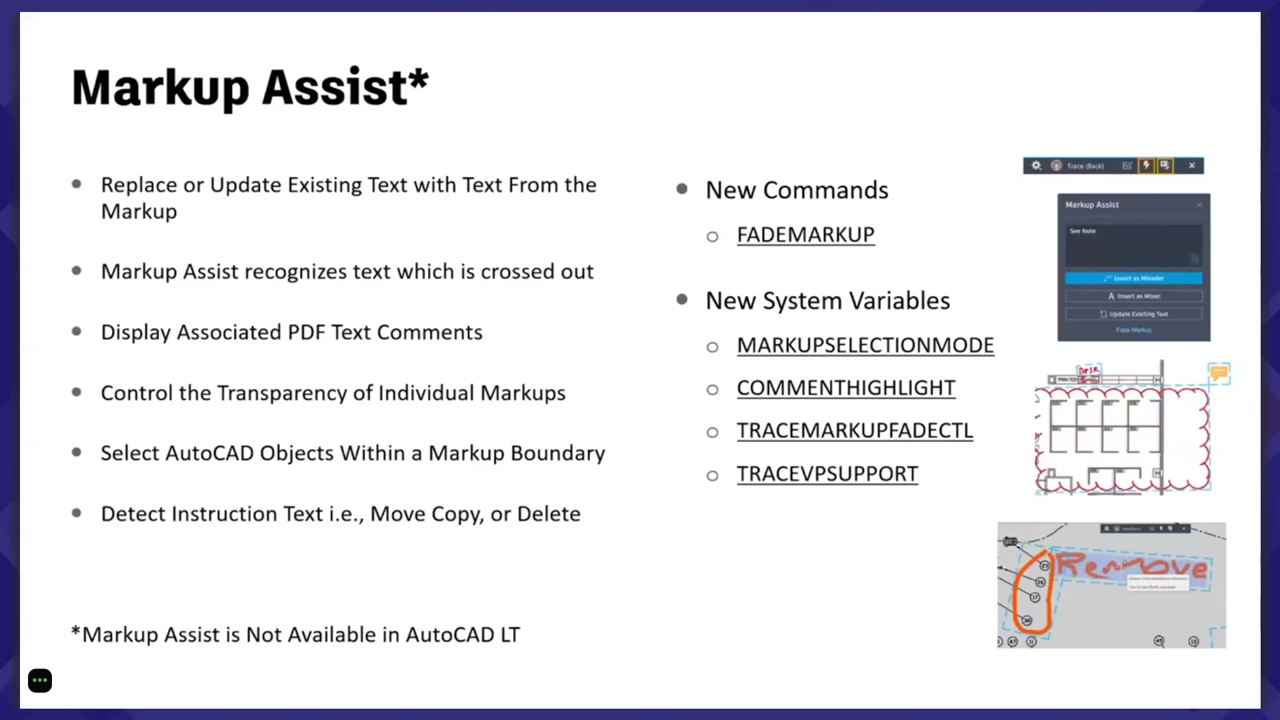 Markup Assist*
Replace or Update Existing Text with Text From the
Markup
Markup Assist recognizes text which is crossed out
Display Associated PDF Text Comments
Control the Transparency of Individual Markups
Select AutoCAD Objects Within a Markup Boundary
Detect Instruction Text i.e., Move Copy, or Delete
*Markup Assist is Not Available in AutoCAD LT
New Commands
FADEMARKUP
New System Variables
MARKUPSELECTIONMODE
COMMENTHIGHLIGHT
TRACEMARKUPFADECTL
TRACEVPSUPPORT
Trace (Back)
Markup Assist
See Note
Insert as Mleader
Insert as Mtext
Update Existing Text
Fade Markup
Desk
Remove